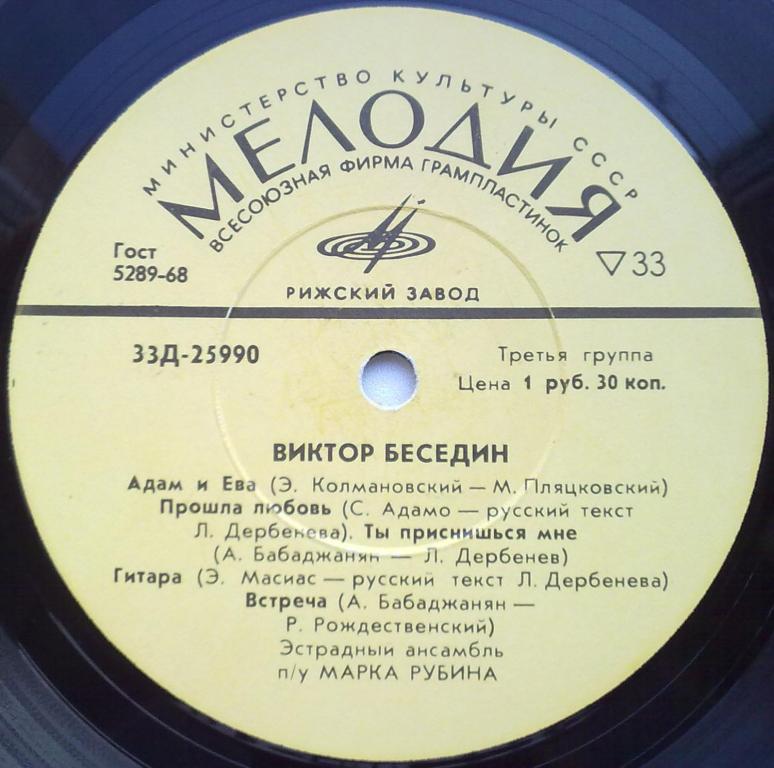 МИНИСТЕРСТВО КУЛЬТУРЫ СССР
МЕЛОДИЯ
ВСЕСОЮЗНАЯ ФИРМА ГРАМПЛАСТИНОК
Гост
5289-68
▽33
РИЖСКИЙ ЗАВОД
33Д-25990
Третья группа
Цена 1 руб. 30 коп.
ВИКТОР БЕСЕДИН
Адам и Ева (Э. Колмановский — М. Пляцковский)
Прошла любовь (С. Адамо — русский текст
Л. Дербенева). Ты приснишься мне
(А. Бабаджанян — Л. Дербенев)
Гитара (Э. Масиас — русский текст Л. Дербенева)
Встреча (А. Бабаджанян —
Р. Рождественский)
Эстрадный ансамбль
п/у МАРКА РУБИНА